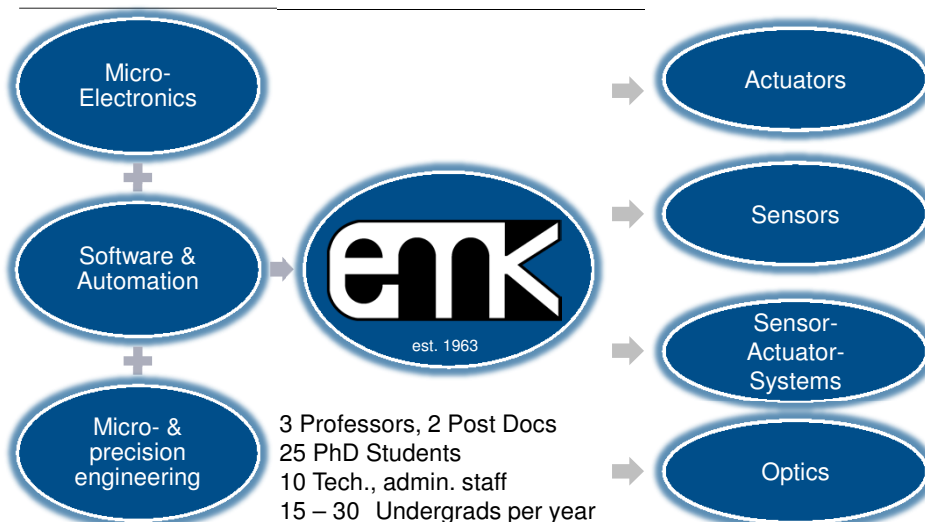 Micro-
Electronics
Software &
Automation
Micro- &
precision
engineering
emk
est. 1963
3 Professors, 2 Post Docs
25 PhD Students
10 Tech., admin. staff
15 – 30 Undergrads per year
Actuators
Sensors
Sensor-
Actuator-
Systems
Optics